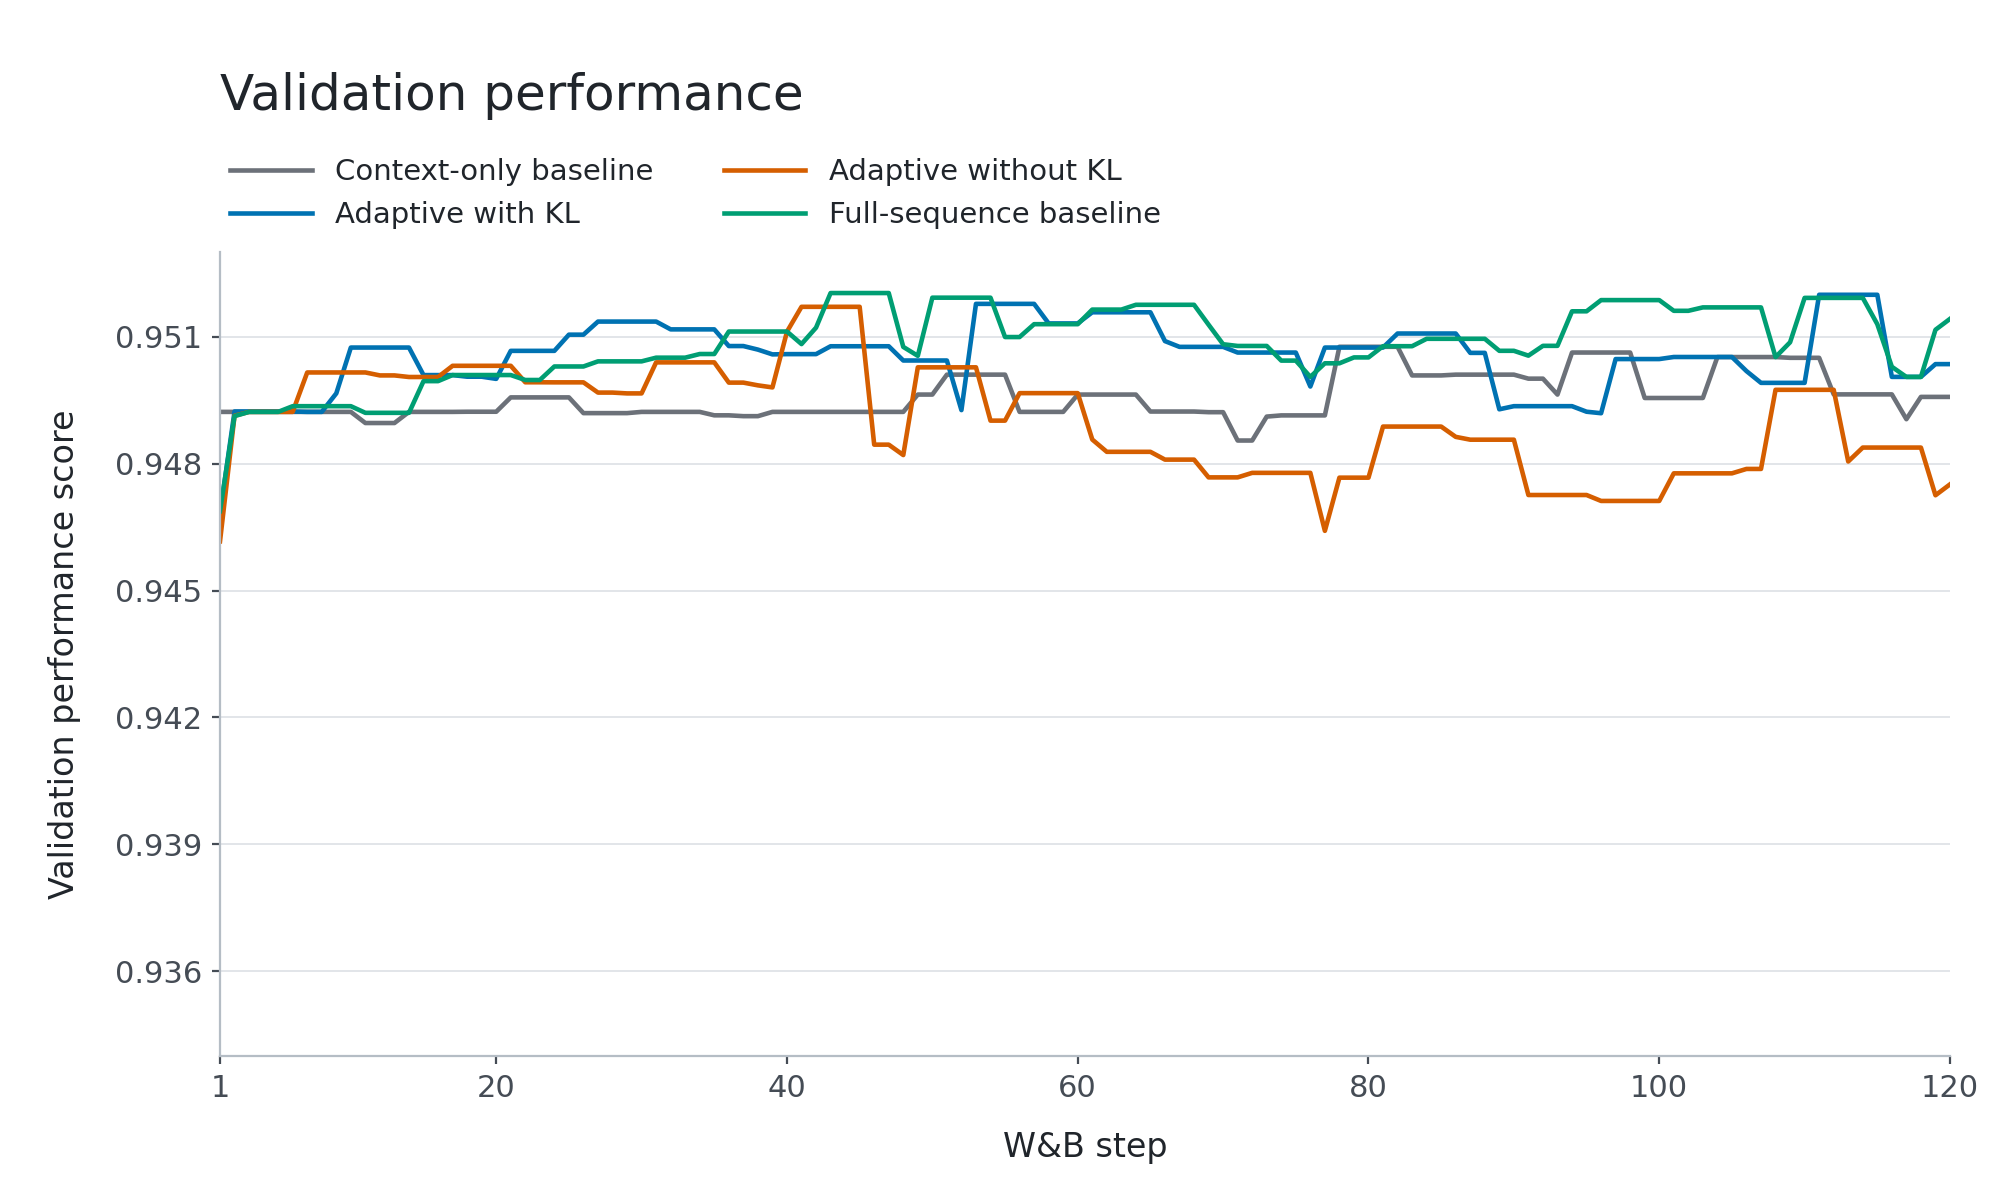 Validation performance
Context-only baseline
Adaptive with KL
Adaptive without KL
Full-sequence baseline
Validation performance score
0.951
0.948
0.945
0.942
0.939
0.936
1 20 40 60 80 100 120
W&B step